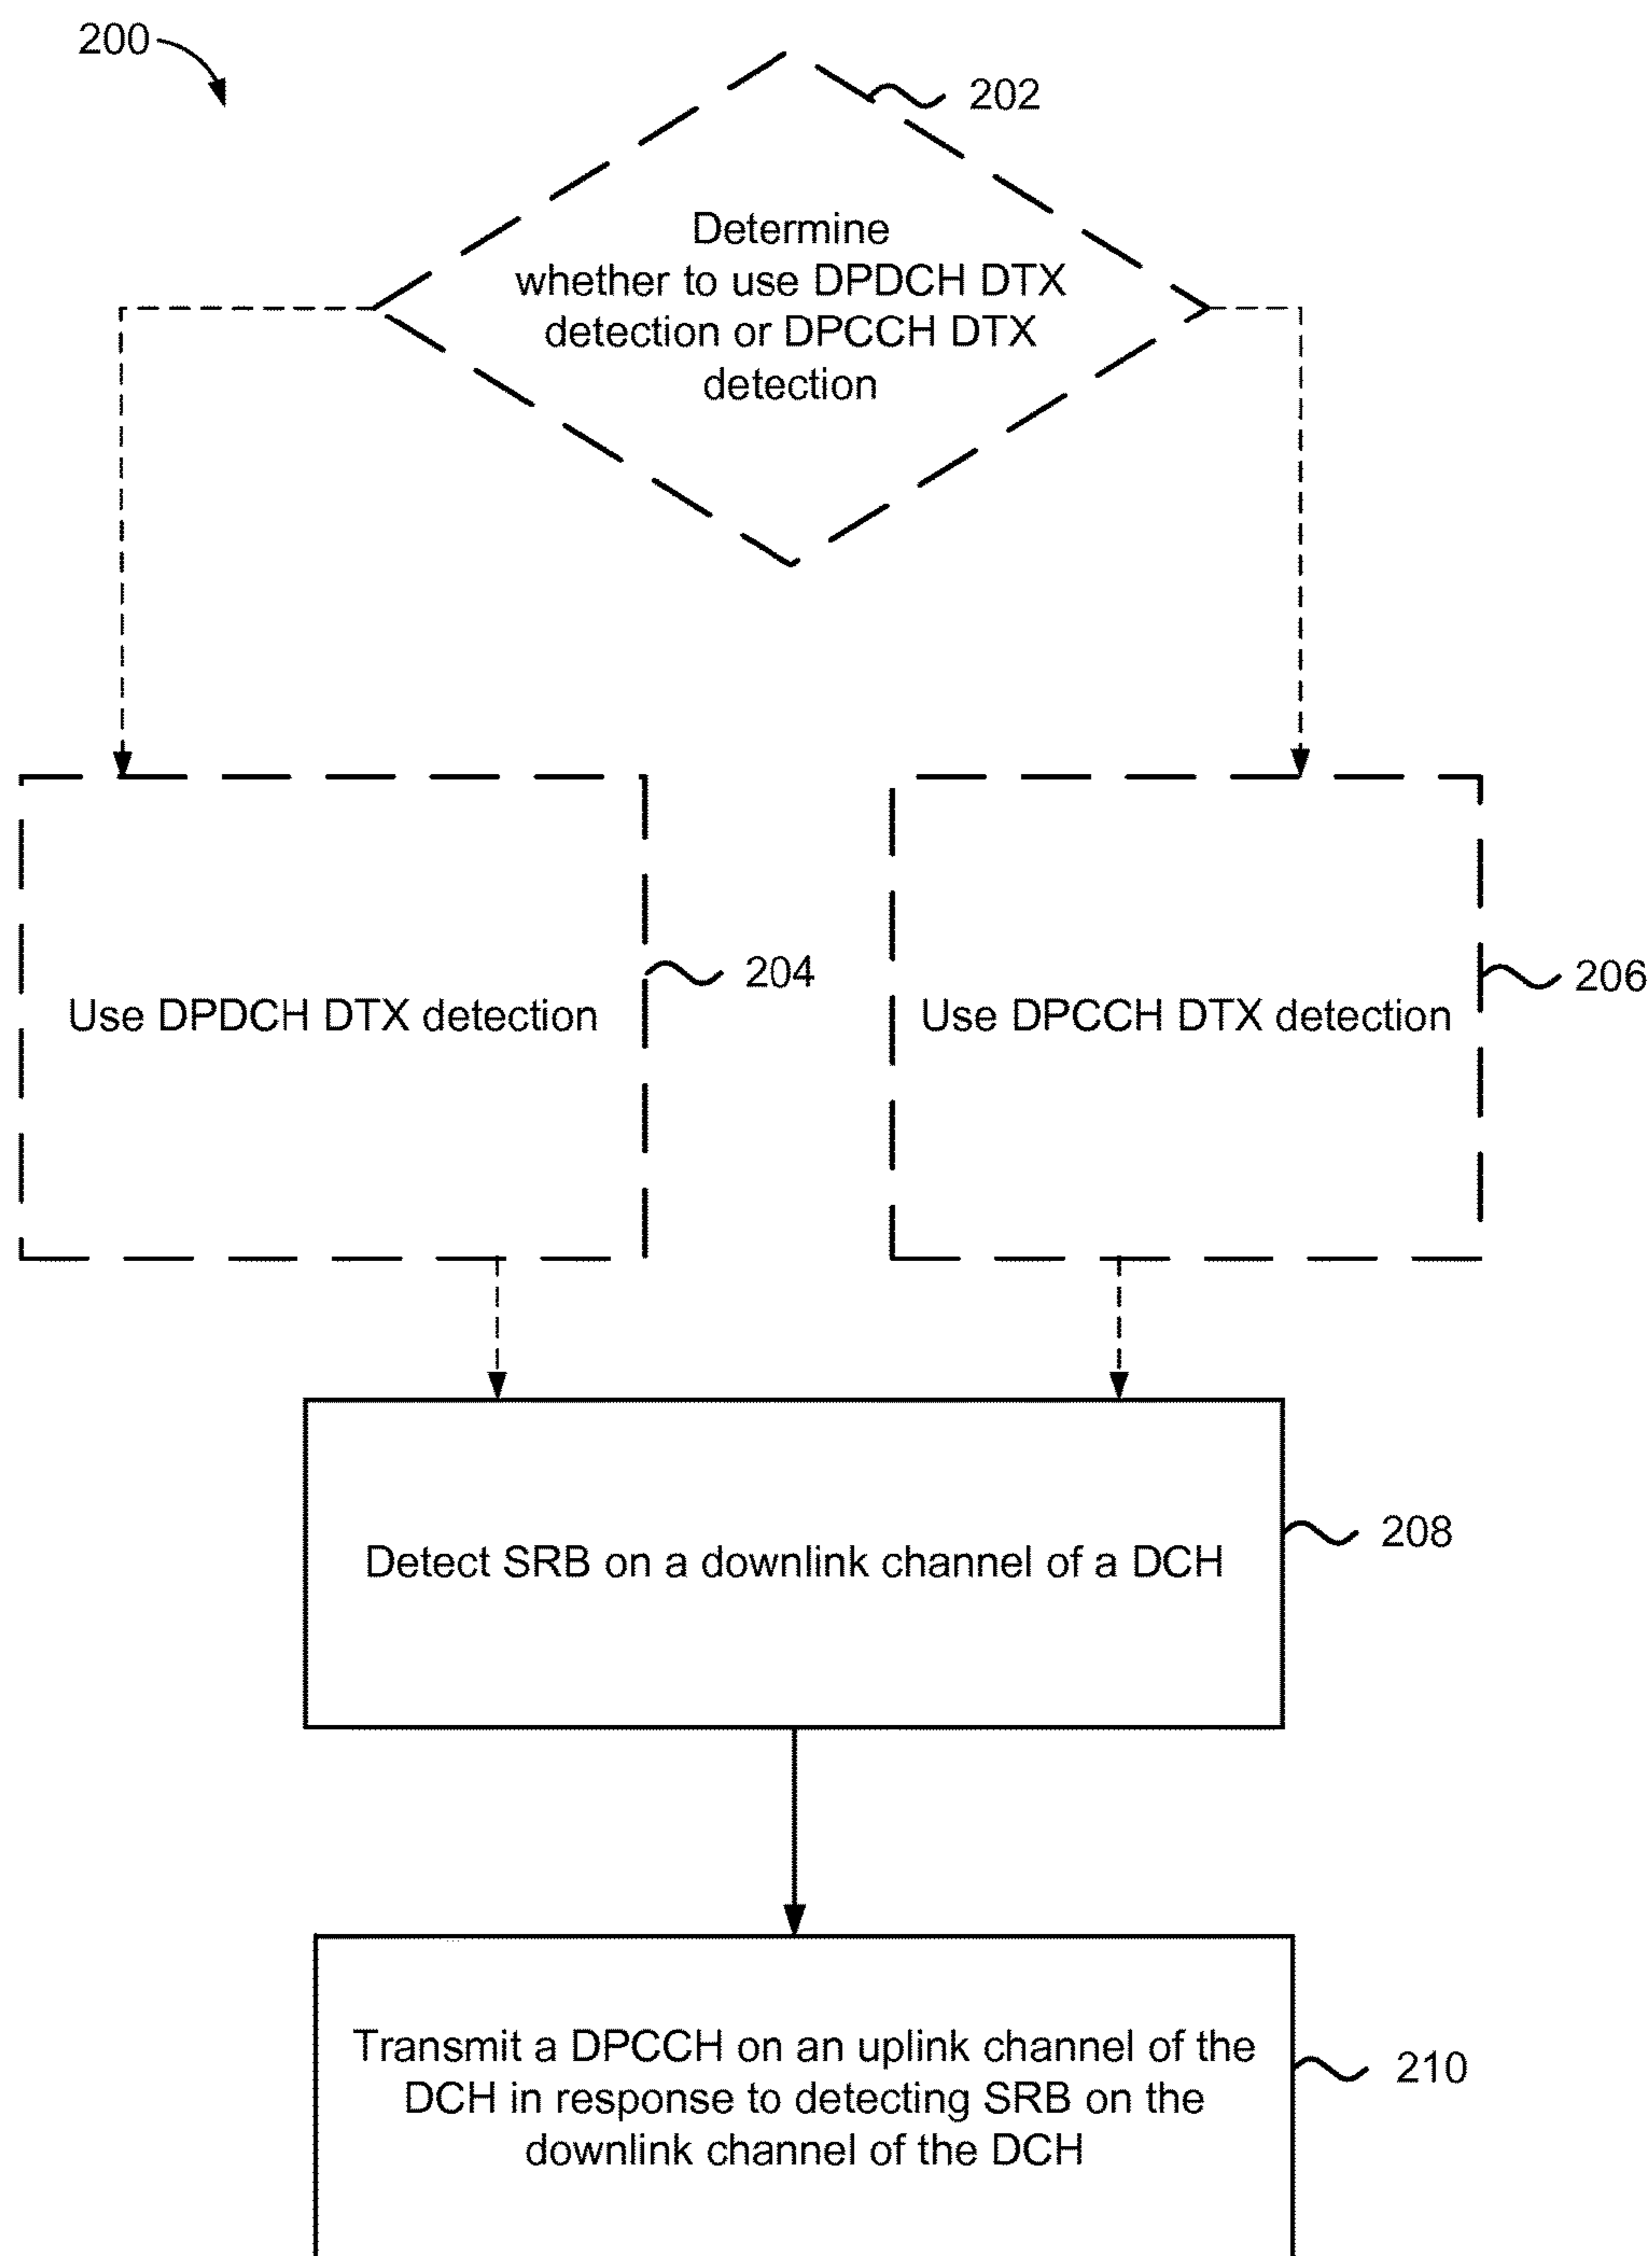 200
202
Determine
whether to use DPDCH DTX
detection or DPCCH DTX
detection
Use DPDCH DTX detection
204
Use DPCCH DTX detection
206
Detect SRB on a downlink channel of a DCH
208
Transmit a DPCCH on an uplink channel of the
DCH in response to detecting SRB on the
downlink channel of the DCH
210